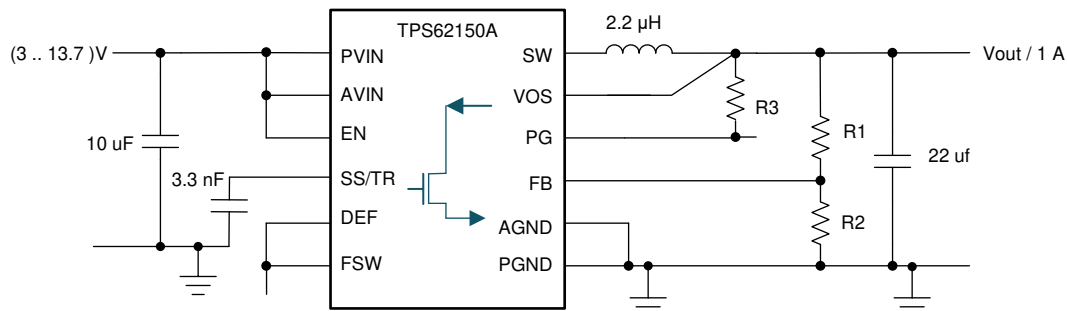 2.2 µH
TPS62150A
(3 .. 13.7 )V
PVIN
SW
Vout / 1 A
AVIN
VOS
R3
EN
PG
10 uF
R1
22 uf
3.3 nF
SS/TR
FB
DEF
AGND
R2
FSW
PGND